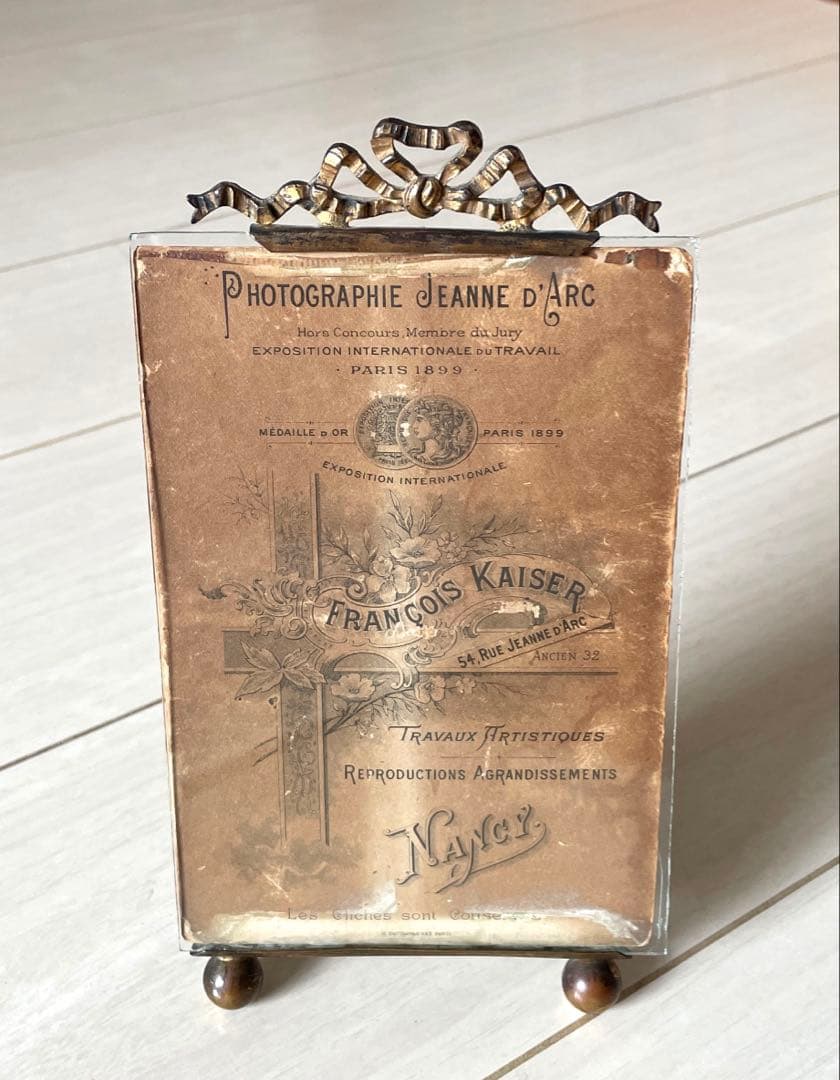 PHOTOGRAPHIE JEANNE D'ARC
Hors Concours, Membre du Jury
EXPOSITION INTERNATIONALE DU TRAVAIL
· PARIS 1899 ·
MÉDAILLE D'OR PARIS 1899
EXPOSITION INTERNATIONALE
FRANÇOIS KAISER
54, RUE JEANNE D'ARC
ANCIEN 32
TRAVAUX ARTISTIQUES
REPRODUCTIONS AGRANDISSEMENTS
NANCY.
Les Clichés sont